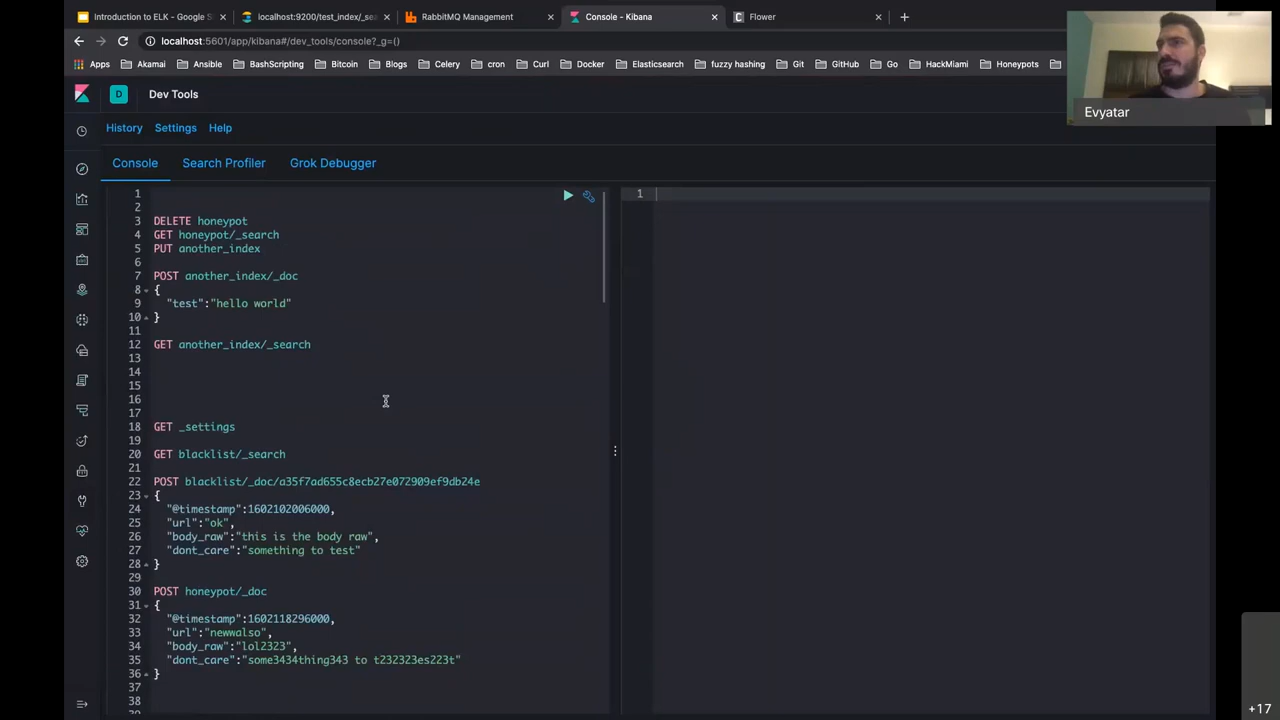 Introduction to ELK - Google S
localhost:9200/test_index/_sea
RabbitMQ Management
Console - Kibana
Flower
localhost:5601/app/kibana#/dev_tools/console?_g=()
Apps
Akamai
Ansible
BashScripting
Bitcoin
Blogs
Celery
cron
Curl
Docker
Elasticsearch
fuzzy hashing
Git
GitHub
Go
HackMiami
Honeypots
Evyatar
D
Dev Tools
History
Settings
Help
Console
Search Profiler
Grok Debugger
1
2
3 DELETE honeypot
4 GET honeypot/_search
5 PUT another_index
6
7 POST another_index/_doc
8 {
9 "test":"hello world"
10 }
11
12 GET another_index/_search
13
14
15
16
17
18 GET _settings
19
20 GET blacklist/_search
21
22 POST blacklist/_doc/a35f7ad655c8ecb27e072909ef9db24e
23 {
24 "@timestamp":1602102006000,
25 "url":"ok",
26 "body_raw":"this is the body raw",
27 "dont_care":"something to test"
28 }
29
30 POST honeypot/_doc
31 {
32 "@timestamp":1602118296000,
33 "url":"newwalso",
34 "body_raw":"lol2323",
35 "dont_care":"some3434thing343 to t232323es223t"
36 }
37
38
1
+17